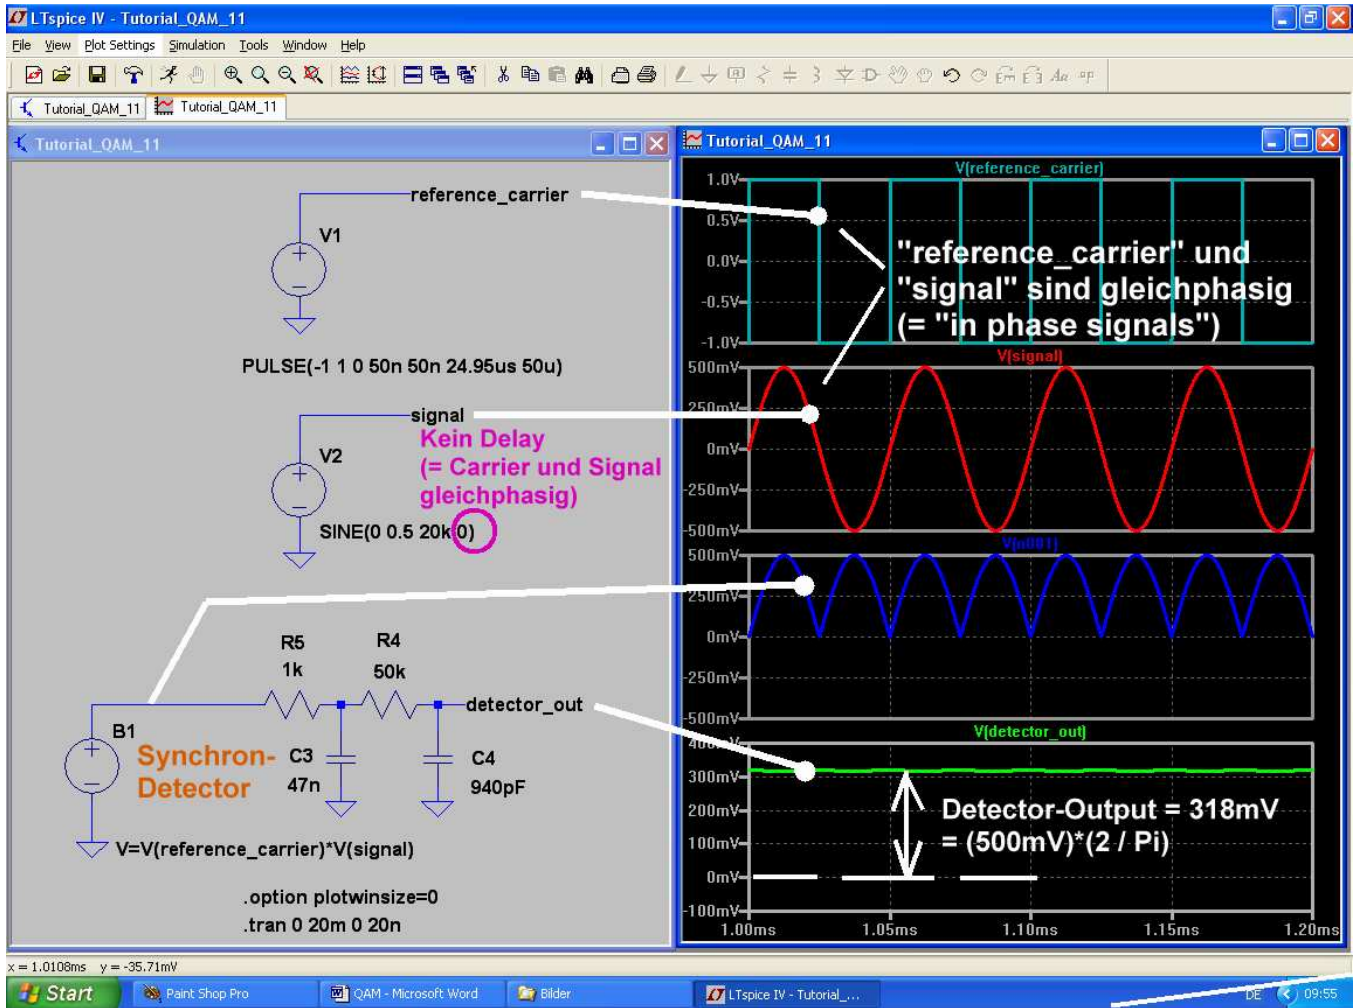 LTspice IV - Tutorial_QAM_11
File View Plot Settings Simulation Tools Window Help
Tutorial_QAM_11 Tutorial_QAM_11
Tutorial_QAM_11
reference_carrier
V1
PULSE(-1 1 0 50n 50n 24.95us 50u)
signal
Kein Delay
(= Carrier und Signal
gleichphasig)
V2
SINE(0 0.5 20k 0)
R5
1k
R4
50k
detector_out
B1
Synchron-
Detector
C3
47n
C4
940pF
V=V(reference_carrier)*V(signal)
.option plotwinsize=0
.tran 0 20m 0 20n
Tutorial_QAM_11
V(reference_carrier)
1.0V
0.5V
0.0V
-0.5V
-1.0V
"reference_carrier" und
"signal" sind gleichphasig
(= "in phase signals")
V(signal)
500mV
250mV
0mV
-250mV
-500mV
V(n001)
500mV
250mV
0mV
-250mV
-500mV
V(detector_out)
400mV
300mV
200mV
100mV
0mV
-100mV
Detector-Output = 318mV
= (500mV)*(2 / Pi)
1.00ms 1.05ms 1.10ms 1.15ms 1.20ms
x = 1.0108ms y = -35.71mV
Start Paint Shop Pro QAM - Microsoft Word Bilder LTspice IV - Tutorial_... DE 09:55